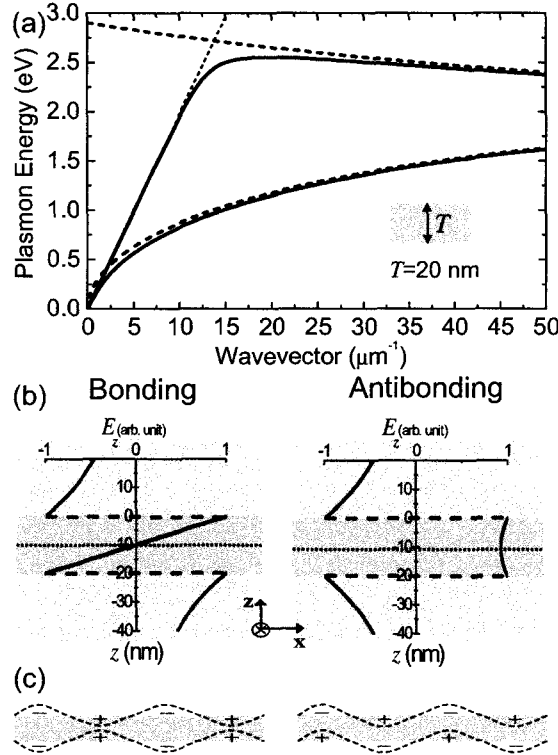 (a)
Plasmon Energy (eV)
3.0
2.5
2.0
1.5
1.0
0.5
0.0
T
T=20 nm
0 5 10 15 20 25 30 35 40 45 50
Wavevector (μm⁻¹)
(b)
Bonding
Antibonding
E_z (arb. unit)
E_z (arb. unit)
-1 0 1
-1 0 1
10
10
0
0
-10
-10
-20
-20
-30
-30
-40
-40
z
x
z (nm)
z (nm)
(c)
− + − +
− + − +
− + − +
+ − + − +